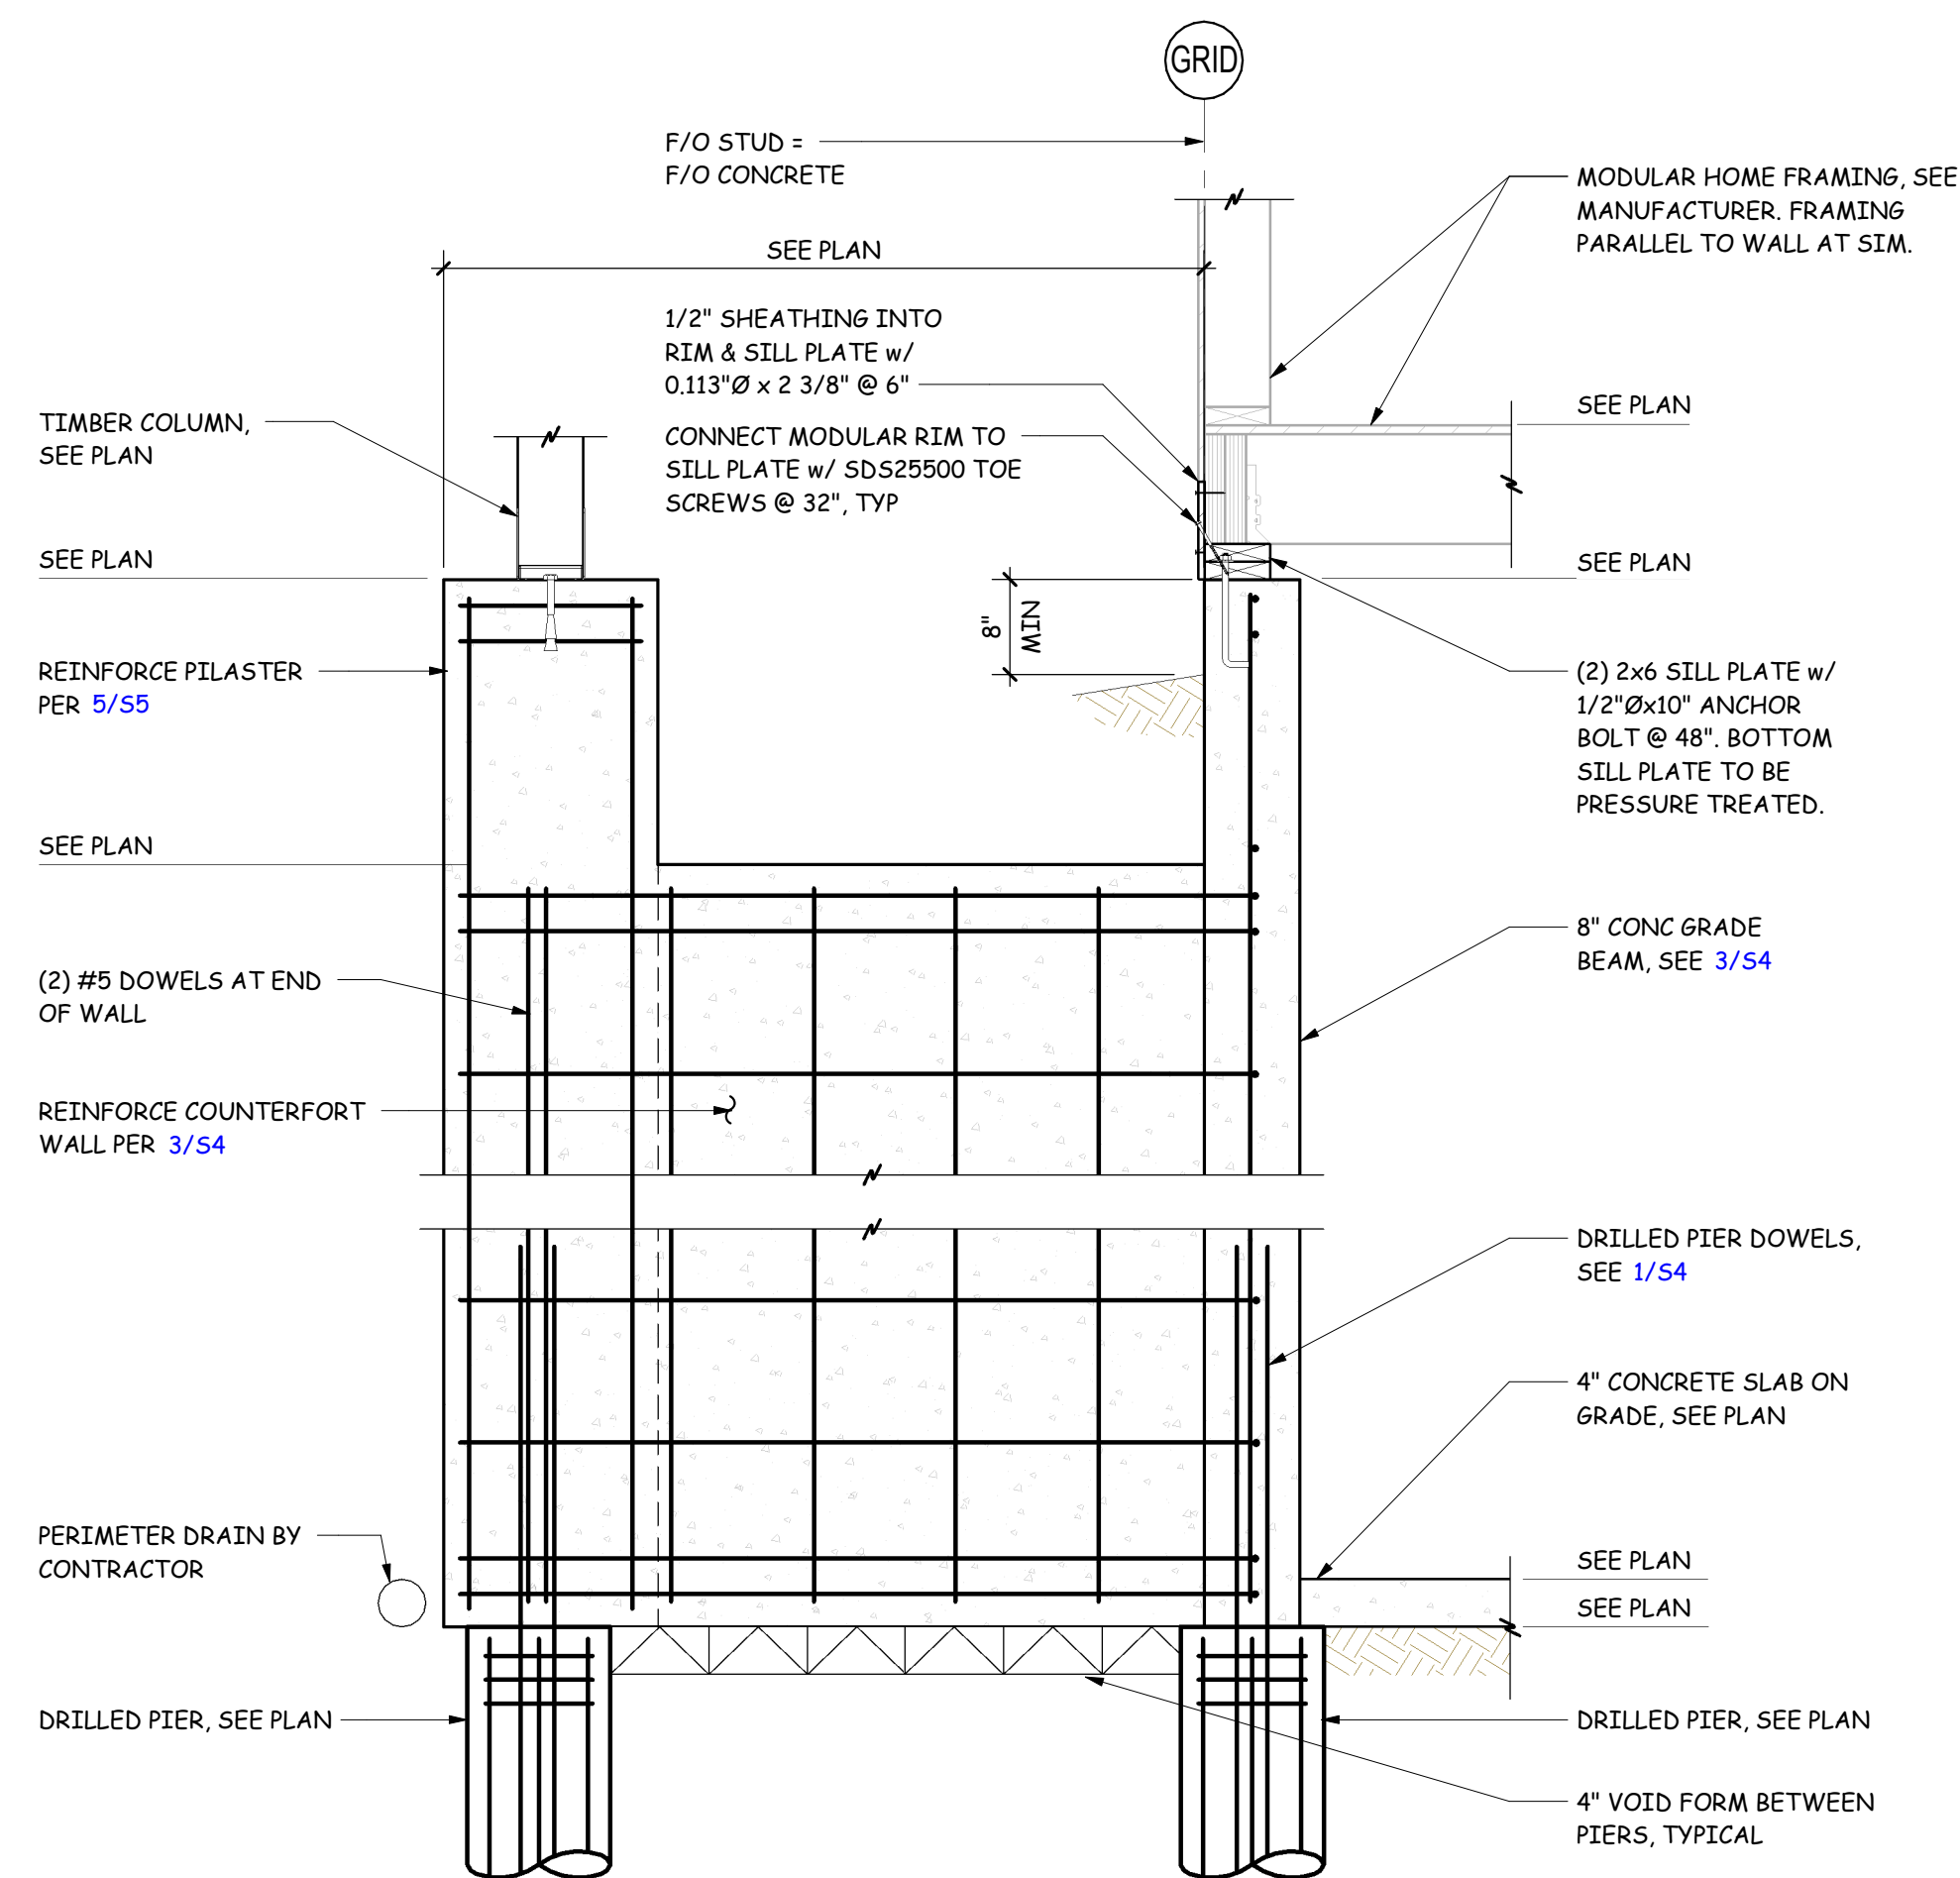 GRID
F/O STUD =
F/O CONCRETE
MODULAR HOME FRAMING, SEE
MANUFACTURER. FRAMING
PARALLEL TO WALL AT SIM.
SEE PLAN
1/2" SHEATHING INTO
RIM & SILL PLATE w/
0.113"Ø x 2 3/8" @ 6"
SEE PLAN
TIMBER COLUMN,
SEE PLAN
CONNECT MODULAR RIM TO
SILL PLATE w/ SDS25500 TOE
SCREWS @ 32", TYP
SEE PLAN
SEE PLAN
8"
MIN
REINFORCE PILASTER
PER 5/S5
(2) 2x6 SILL PLATE w/
1/2"Øx10" ANCHOR
BOLT @ 48". BOTTOM
SILL PLATE TO BE
PRESSURE TREATED.
SEE PLAN
8" CONC GRADE
BEAM, SEE 3/S4
(2) #5 DOWELS AT END
OF WALL
REINFORCE COUNTERFORT
WALL PER 3/S4
DRILLED PIER DOWELS,
SEE 1/S4
4" CONCRETE SLAB ON
GRADE, SEE PLAN
PERIMETER DRAIN BY
CONTRACTOR
SEE PLAN
SEE PLAN
DRILLED PIER, SEE PLAN
DRILLED PIER, SEE PLAN
4" VOID FORM BETWEEN
PIERS, TYPICAL